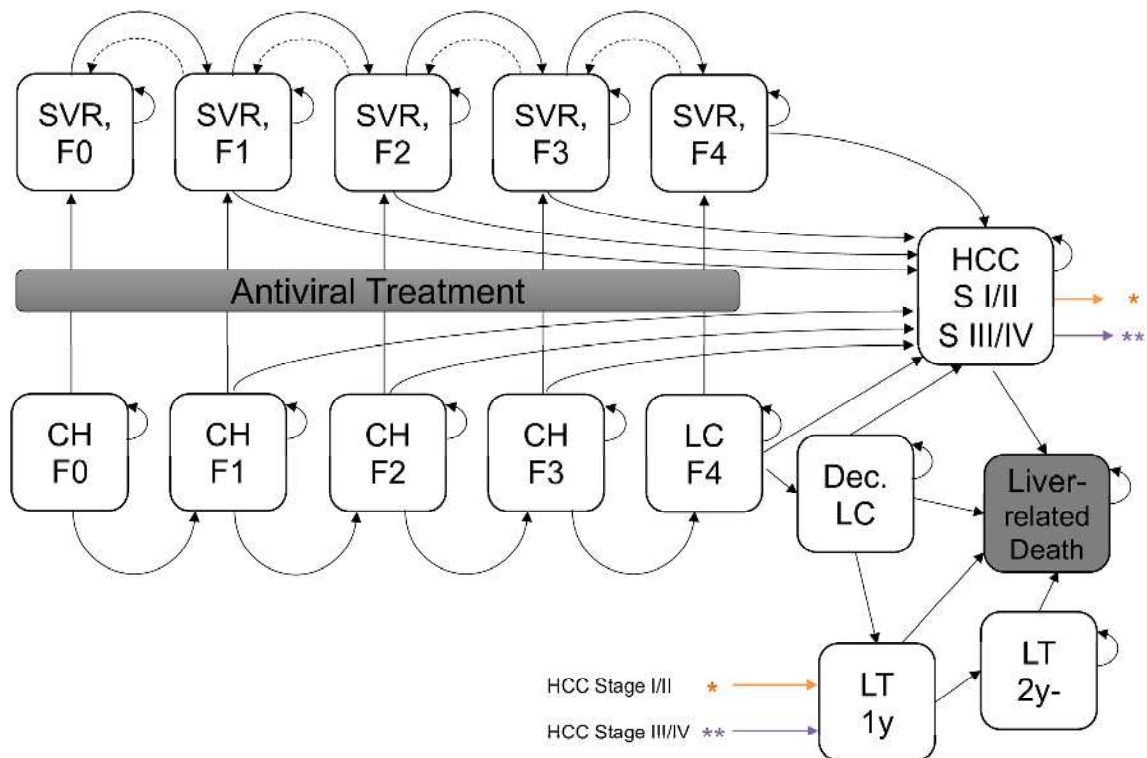 SVR,
F0
SVR,
F1
SVR,
F2
SVR,
F3
SVR,
F4
HCC
S I/II
S III/IV
*
**
Antiviral Treatment
CH
F0
CH
F1
CH
F2
CH
F3
LC
F4
Dec.
LC
Liver-
related
Death
LT
1y
LT
2y-
HCC Stage I/II *
HCC Stage III/IV **